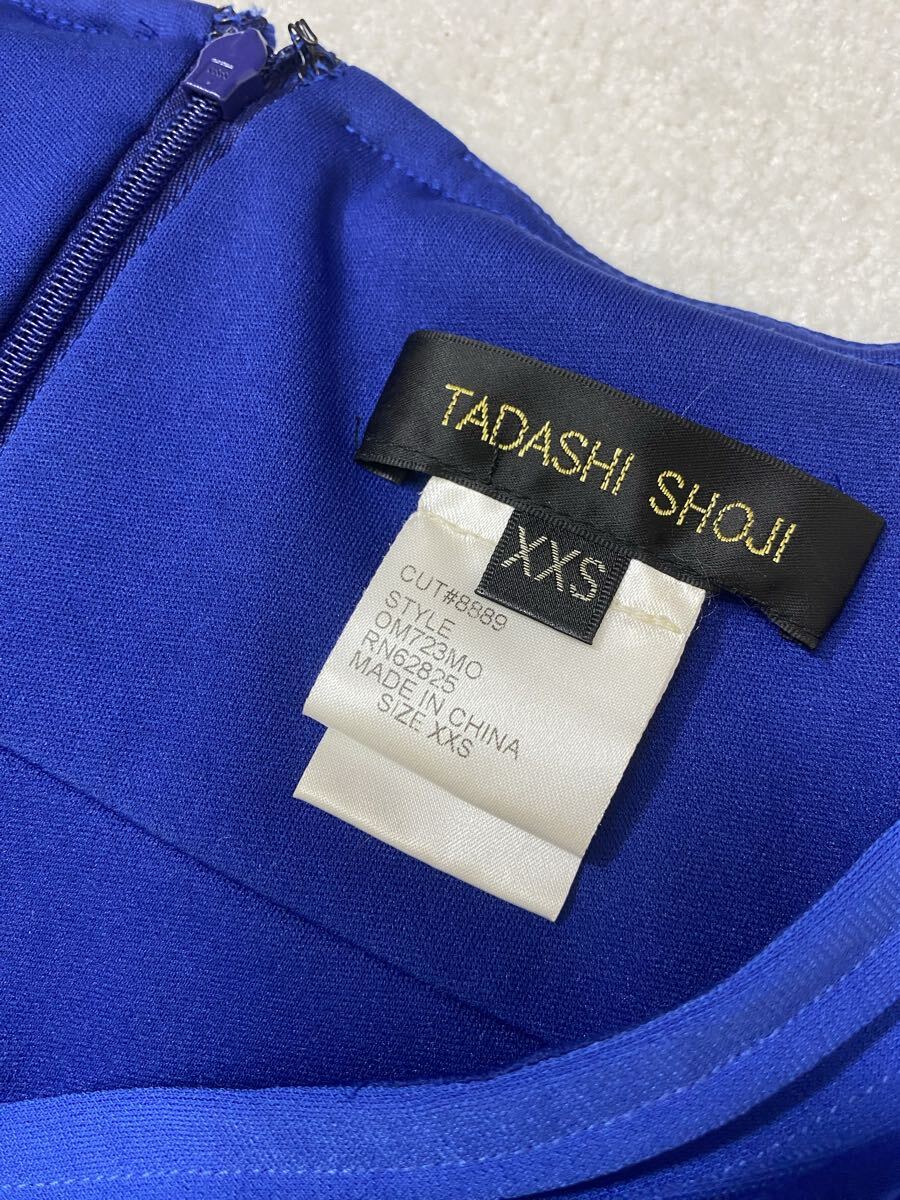 TADASHI SHOJI
XXS
CUT#8889
STYLE
OM723MO
RN62825
MADE IN CHINA
SIZE XXS